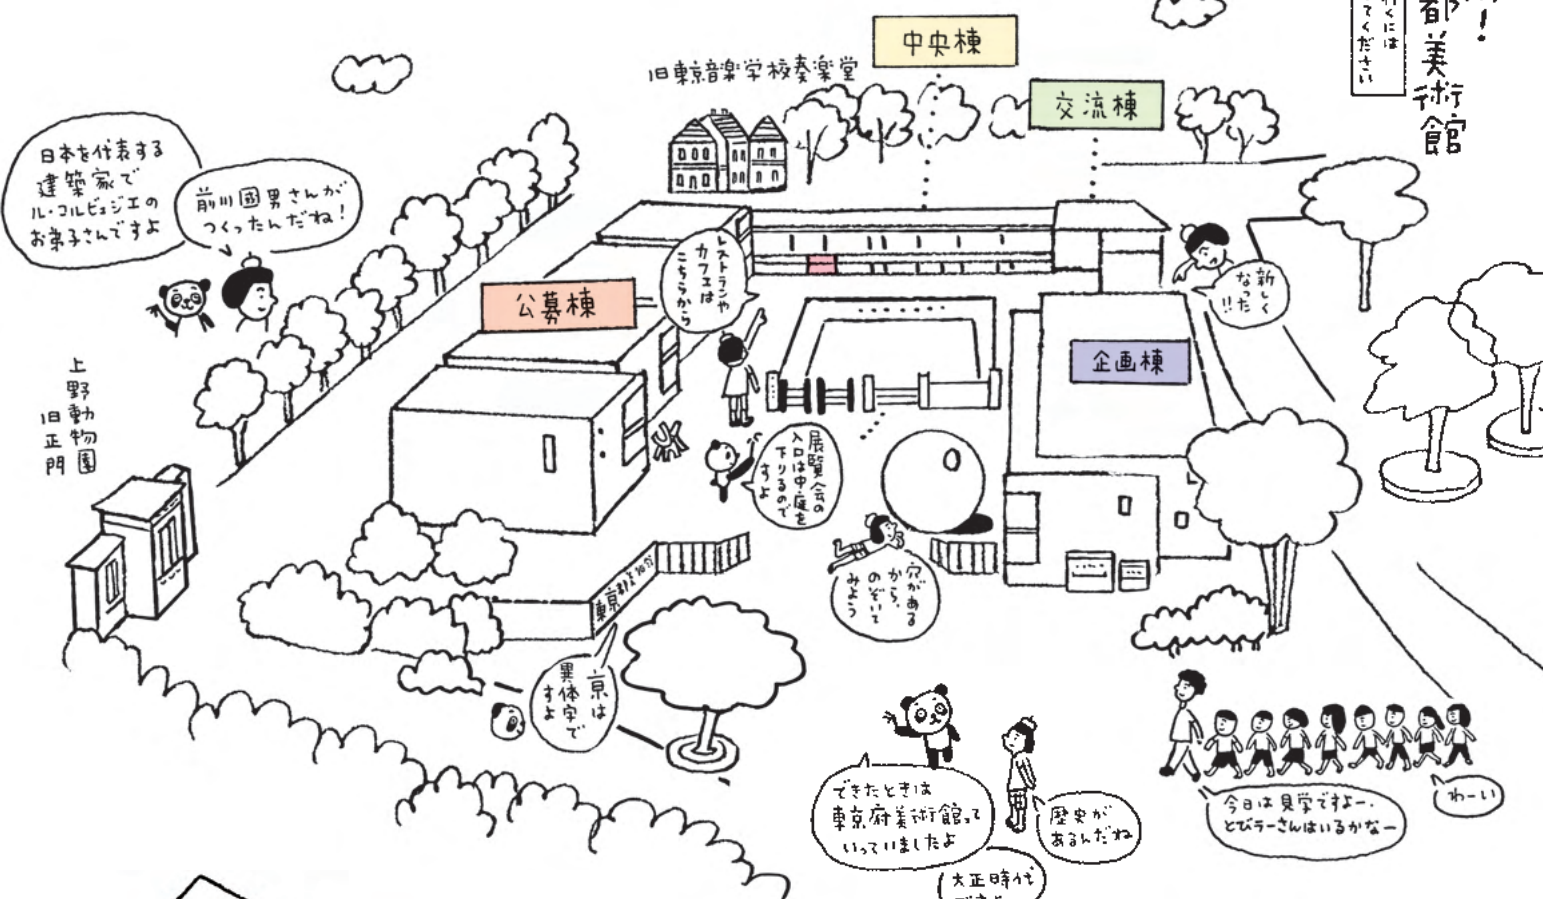 都美術館
くには
てください
中央棟
旧東京音楽学校奏楽堂
交流棟
日本を代表する
建築家で
ル・コルビュジエの
お弟子さんですよ
前川國男さんが
つくったんだね！
レストランや
カフェは
こちらから
新しく
なった
!!
公募棟
企画棟
上野動物園
旧正門
展覧会の
入口は中庭を
下りるので
すよ
穴がある
から、
のぞいて
みよう
東京都美術館
京は
異体字で
すよ
できたときは
東京府美術館って
いっていましたよ
歴史が
あるんだね
大正時代
今日は見学ですよー、
とびラーさんはいるかなー
わーい